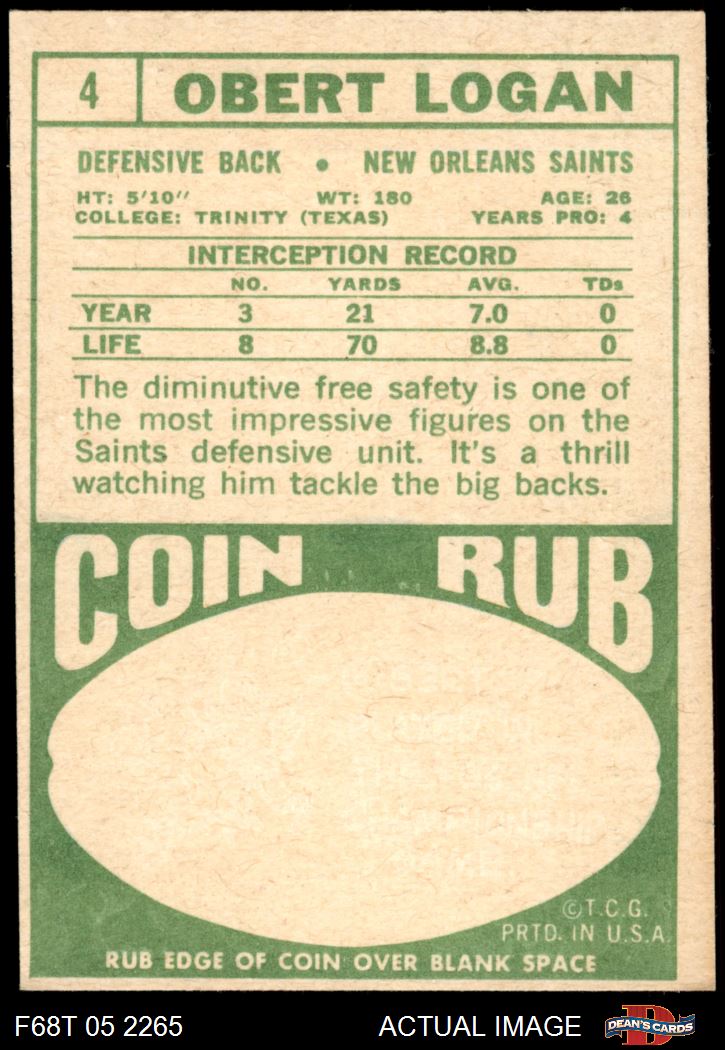 4 OBERT LOGAN
DEFENSIVE BACK • NEW ORLEANS SAINTS
HT: 5'10" WT: 180 AGE: 26
COLLEGE: TRINITY (TEXAS) YEARS PRO: 4
INTERCEPTION RECORD
NO. YARDS AVG. TDs
YEAR 3 21 7.0 0
LIFE 8 70 8.8 0
The diminutive free safety is one of
the most impressive figures on the
Saints defensive unit. It's a thrill
watching him tackle the big backs.
COIN RUB
©T.C.G.
PRTD. IN U.S.A.
RUB EDGE OF COIN OVER BLANK SPACE
F68T 05 2265 ACTUAL IMAGE D DEAN'S CARDS